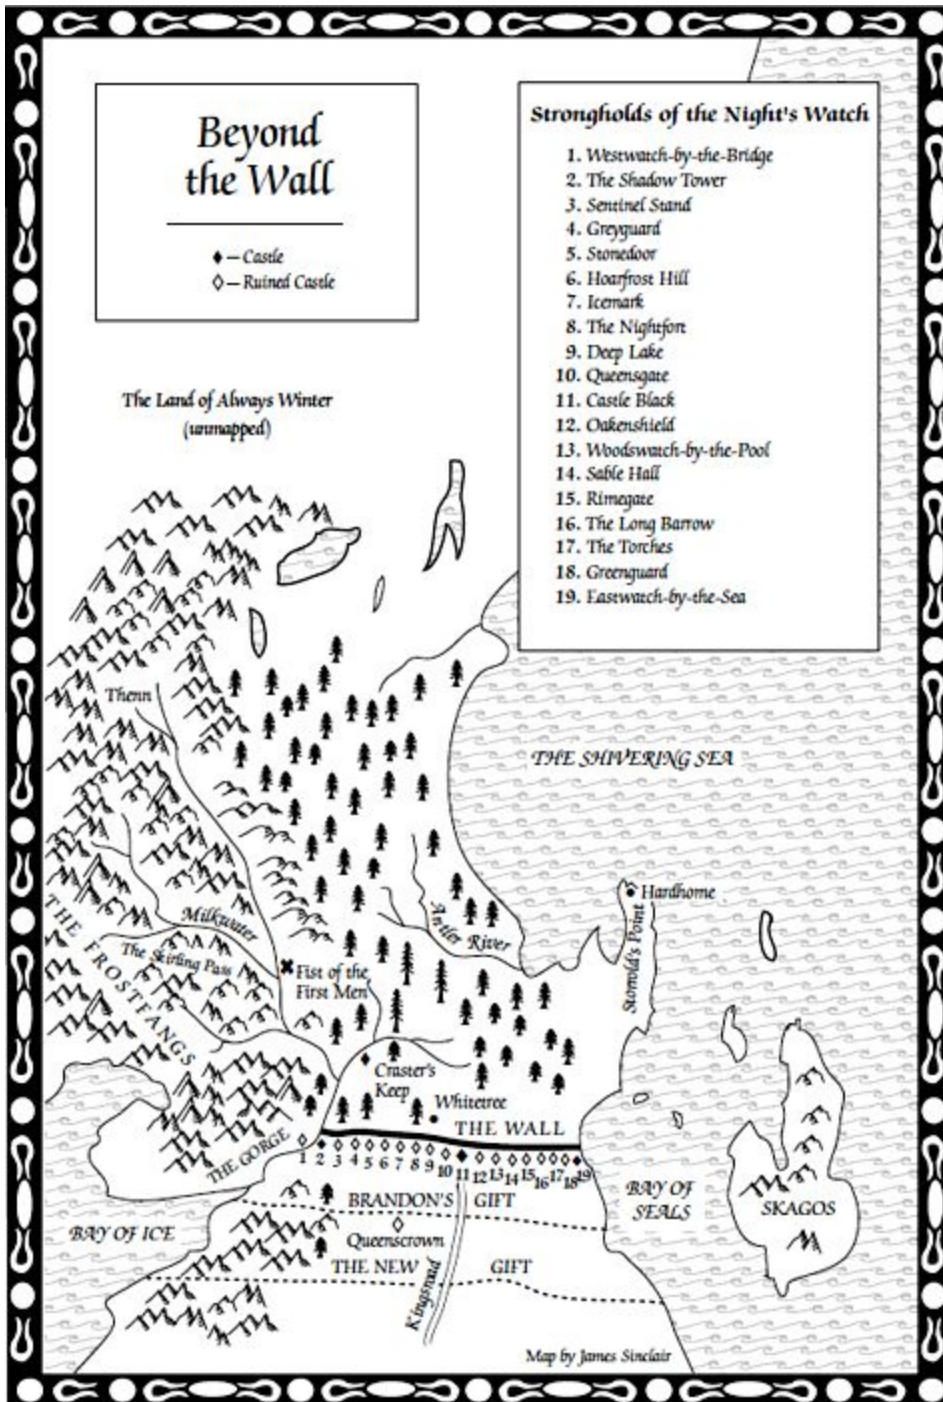 Beyond
the Wall
♦ – Castle
◊ – Ruined Castle
Strongholds of the Night's Watch
1. Westwatch-by-the-Bridge
2. The Shadow Tower
3. Sentinel Stand
4. Greyguard
5. Stonedoor
6. Hoarfrost Hill
7. Icemark
8. The Nightfort
9. Deep Lake
10. Queensgate
11. Castle Black
12. Oakenshield
13. Woodswatch-by-the-Pool
14. Sable Hall
15. Rimegate
16. The Long Barrow
17. The Torches
18. Greenguard
19. Eastwatch-by-the-Sea
The Land of Always Winter
(unmapped)
Thenn
THE SHIVERING SEA
Hardhome
Storrold's Point
Antler River
Milkwater
The Skirling Pass
THE FROSTFANGS
Fist of the
First Men
Craster's
Keep
Whitetree
THE WALL
THE GORGE
1 2 3 4 5 6 7 8 9 10 11 12 13 14 15 16 17 18 19
BRANDON'S GIFT
BAY OF
SEALS
SKAGOS
BAY OF ICE
Queenscrown
THE NEW GIFT
Kingsroad
Map by James Sinclair